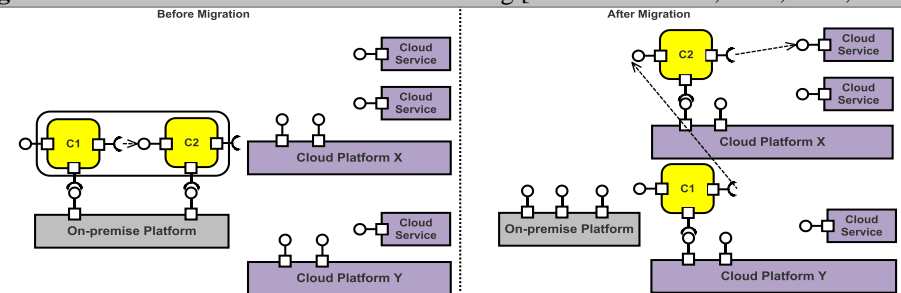 Before Migration
Cloud
Service
Cloud
Service
C1
C2
Cloud Platform X
On-premise Platform
Cloud
Service
Cloud Platform Y
After Migration
C2
Cloud
Service
Cloud
Service
Cloud Platform X
C1
On-premise Platform
Cloud
Service
Cloud Platform Y